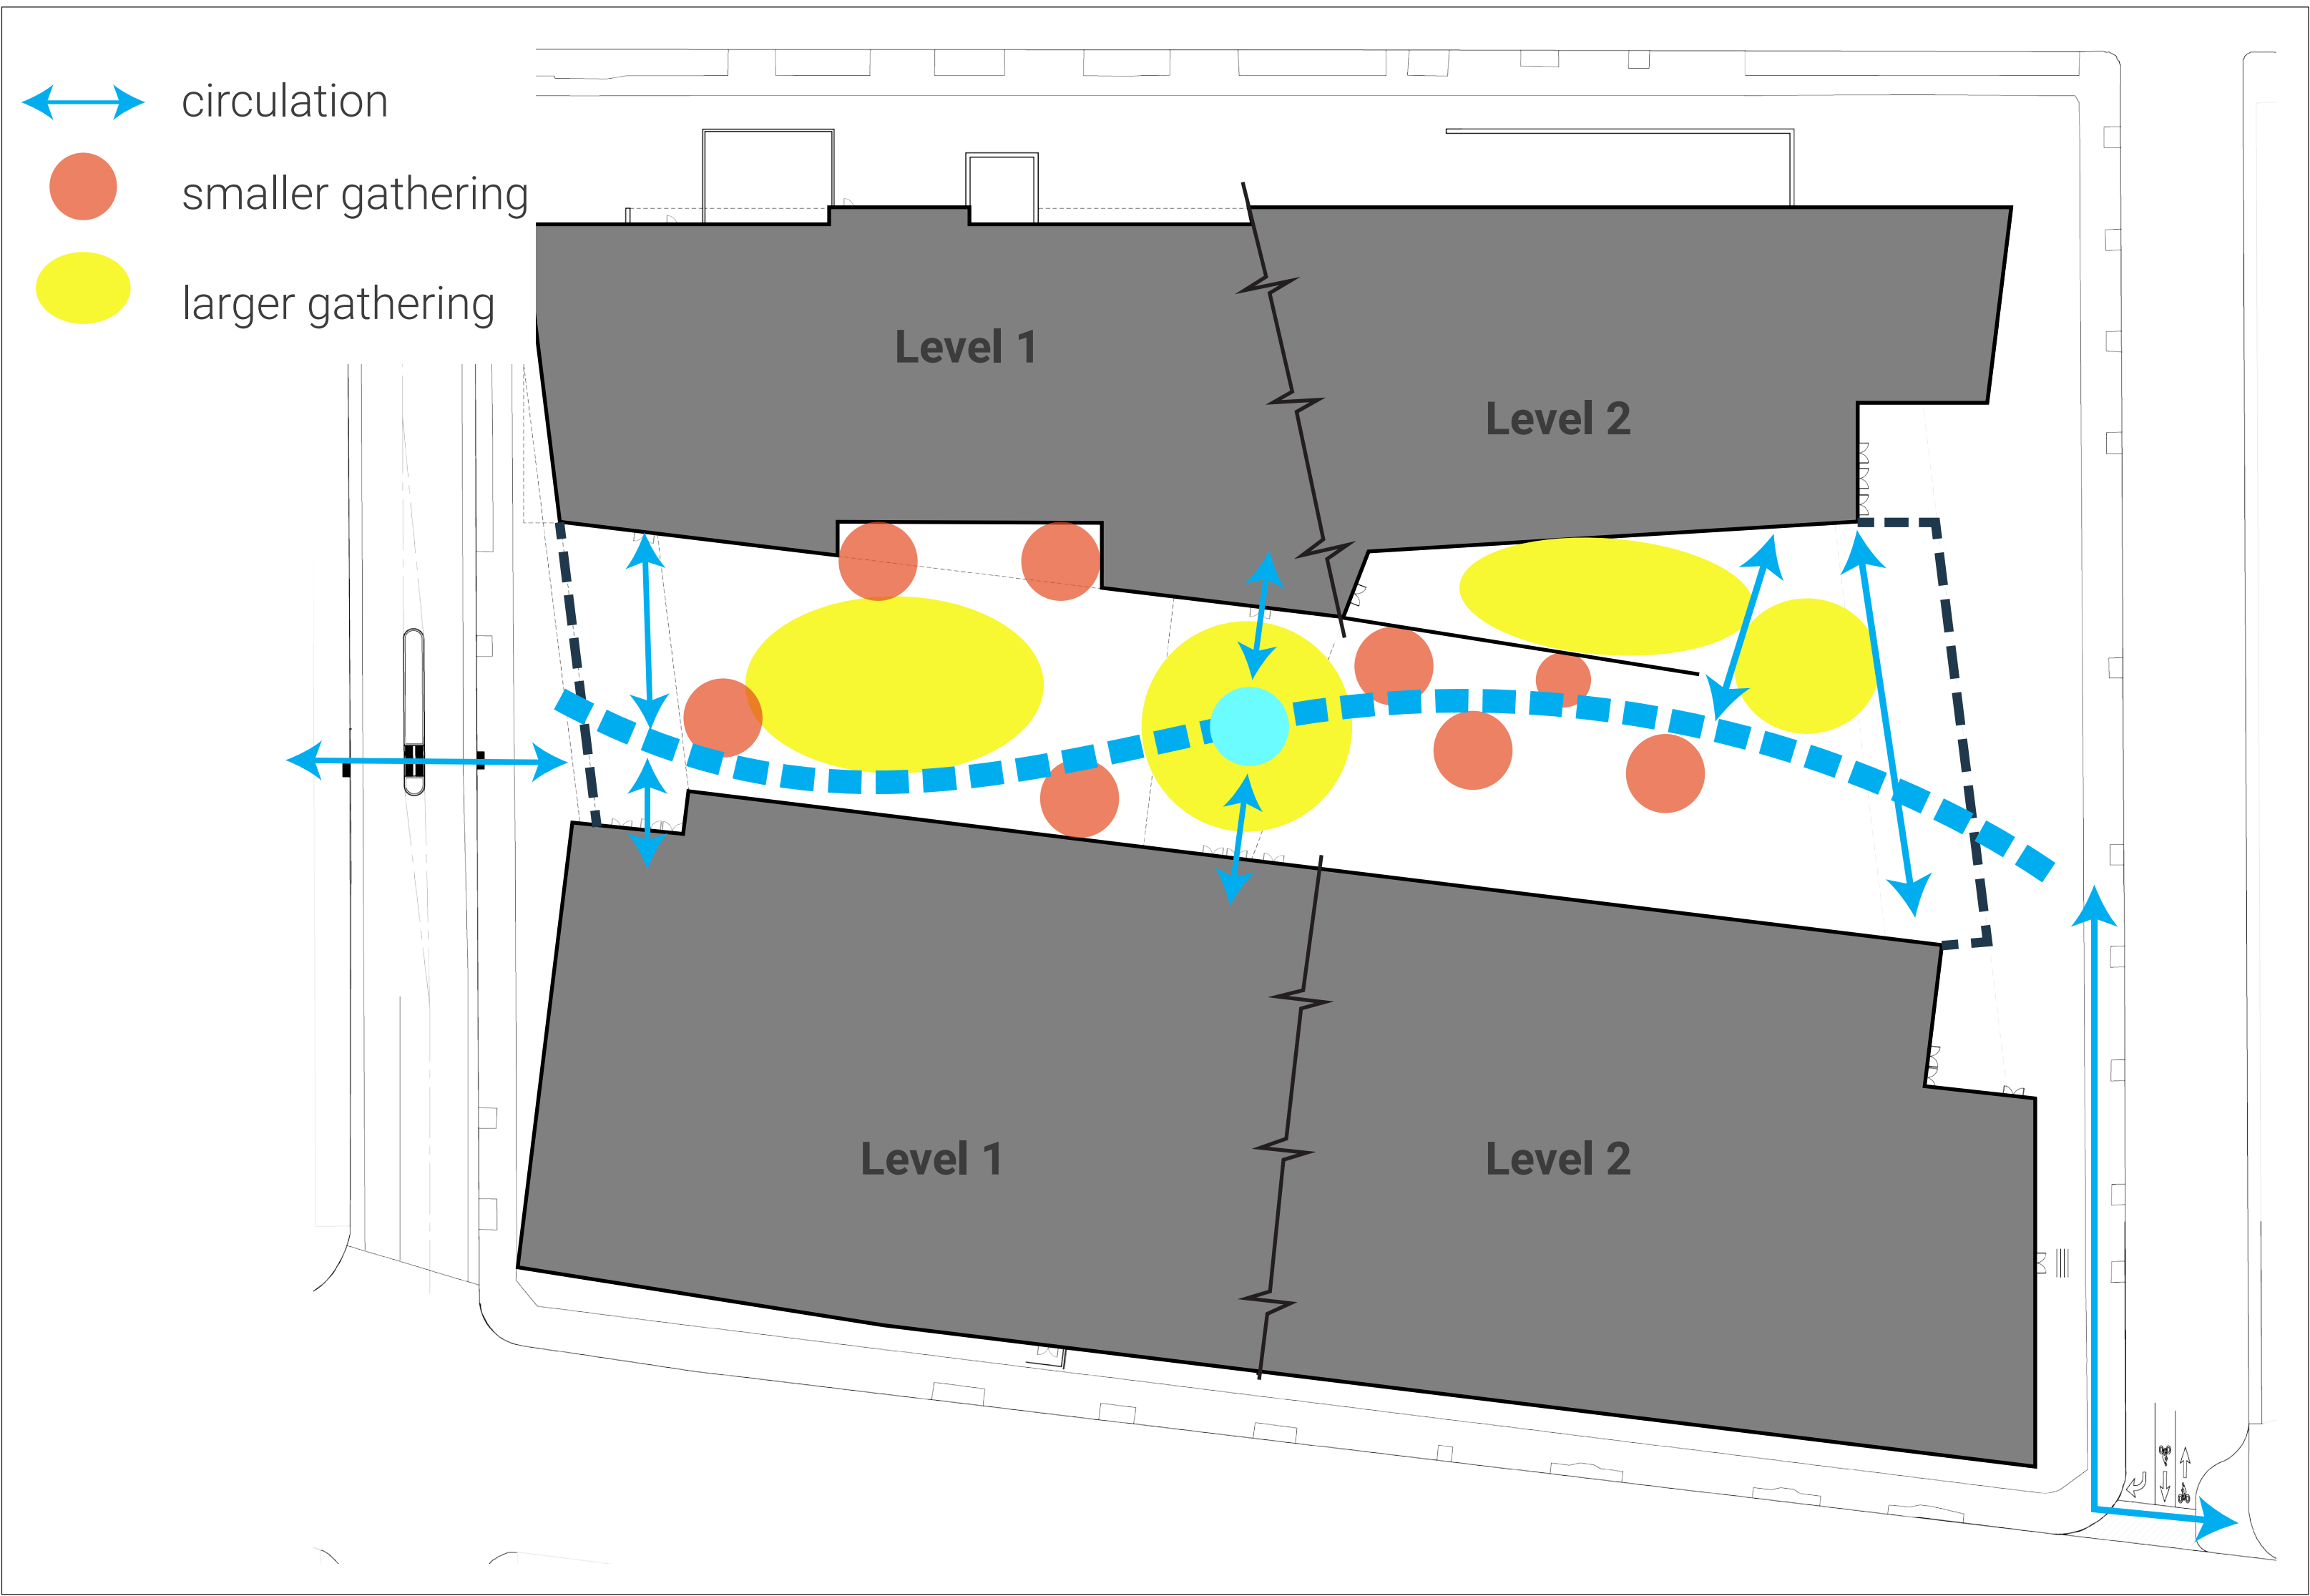 circulation
smaller gathering
larger gathering
Level 1
Level 2
Level 1
Level 2